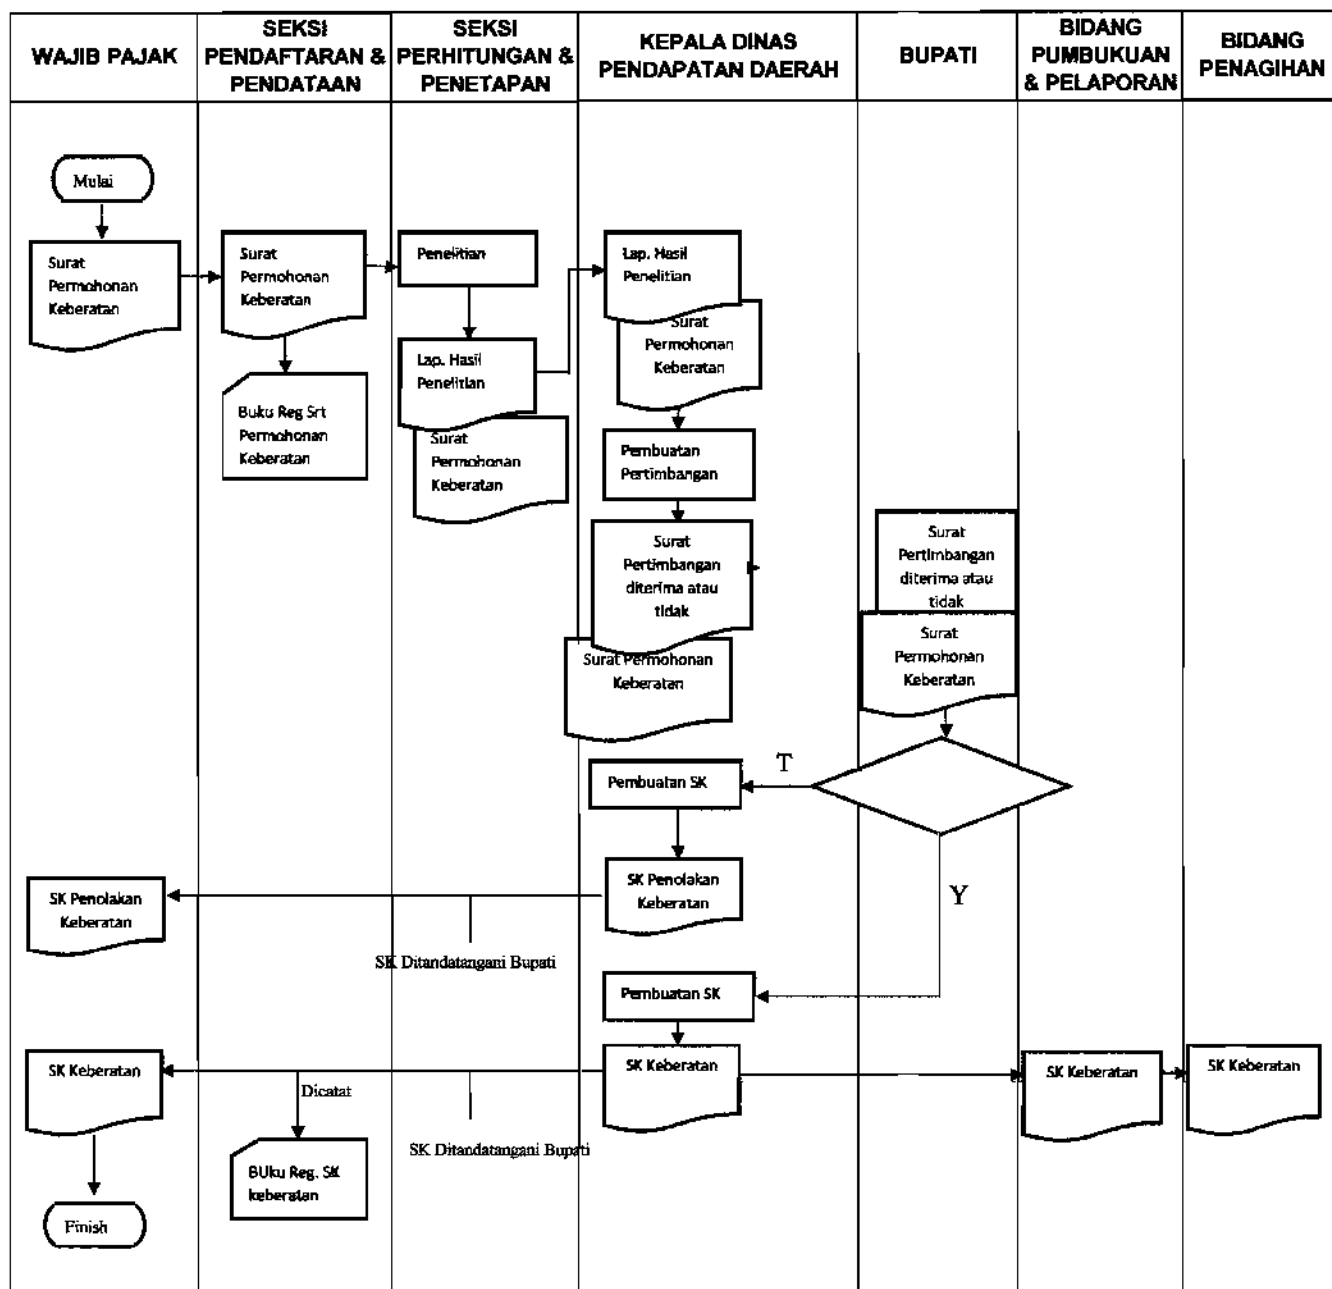 WAJIB PAJAK
SEKSI
PENDAFTARAN &
PENDATAAN
SEKSI
PERHITUNGAN &
PENETAPAN
KEPALA DINAS
PENDAPATAN DAERAH
BUPATI
BIDANG
PUMBUKUAN
& PELAPORAN
BIDANG
PENAGIHAN
Mulai
Surat
Permohonan
Keberatan
Surat
Permohonan
Keberatan
Buku Reg Srt
Permohonan
Keberatan
Penelitian
Lap. Hasil
Penelitian
Surat
Permohonan
Keberatan
Lap. Hasil
Penelitian
Surat
Permohonan
Keberatan
Pembuatan
Pertimbangan
Surat
Pertimbangan
diterima atau
tidak
Surat Permohonan
Keberatan
Surat
Pertimbangan
diterima atau
tidak
Surat
Permohonan
Keberatan
T
Pembuatan SK
Y
SK Penolakan
Keberatan
SK Penolakan
Keberatan
SK Ditandatangani Bupati
Pembuatan SK
SK Keberatan
SK Keberatan
SK Keberatan
SK Keberatan
Dicatat
SK Ditandatangani Bupati
BUku Reg. SK
keberatan
Finish